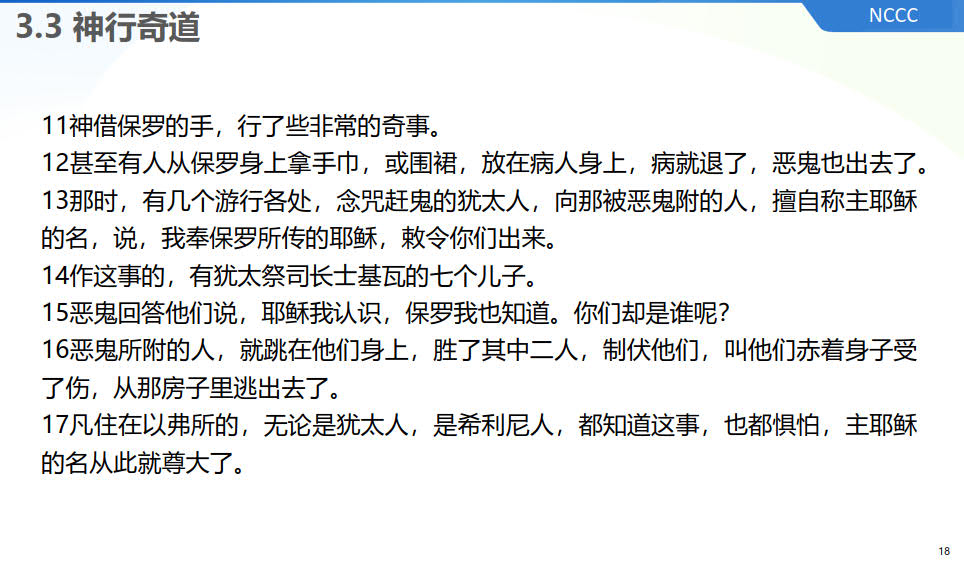 3.3 神行奇道
NCCC
11神借保罗的手，行了些非常的奇事。
12甚至有人从保罗身上拿手巾，或围裙，放在病人身上，病就退了，恶鬼也出去了。
13那时，有几个游行各处，念咒赶鬼的犹太人，向那被恶鬼附的人，擅自称主耶稣
的名，说，我奉保罗所传的耶稣，敕令你们出来。
14作这事的，有犹太祭司长士基瓦的七个儿子。
15恶鬼回答他们说，耶稣我认识，保罗我也知道。你们却是谁呢？
16恶鬼所附的人，就跳在他们身上，胜了其中二人，制伏他们，叫他们赤着身子受
了伤，从那房子里逃出去了。
17凡住在以弗所的，无论是犹太人，是希利尼人，都知道这事，也都惧怕，主耶稣
的名从此就尊大了。
18